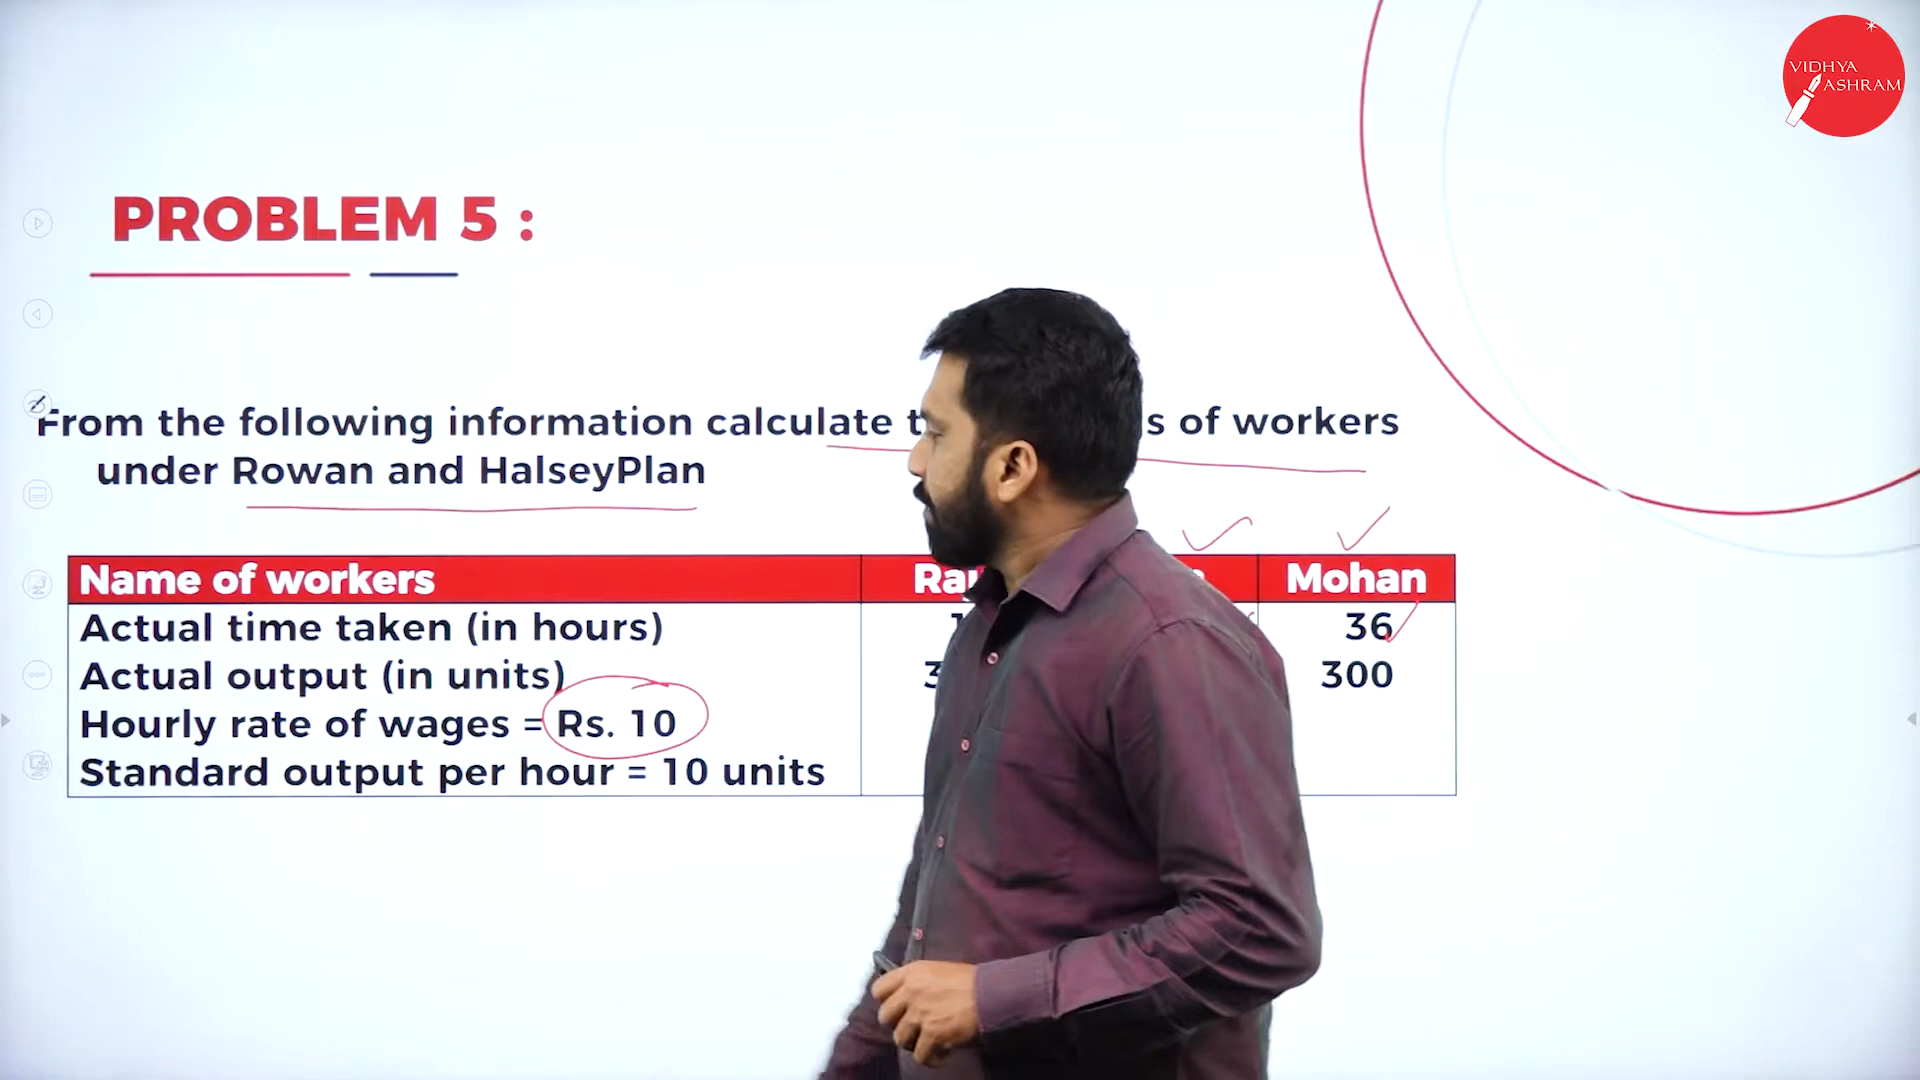 VIDHYA
ASHRAM
PROBLEM 5 :
From the following information calculate of workers
under Rowan and HalseyPlan
Name of workers Mohan
Actual time taken (in hours) 36
Actual output (in units) 300
Hourly rate of wages = Rs. 10
Standard output per hour = 10 units